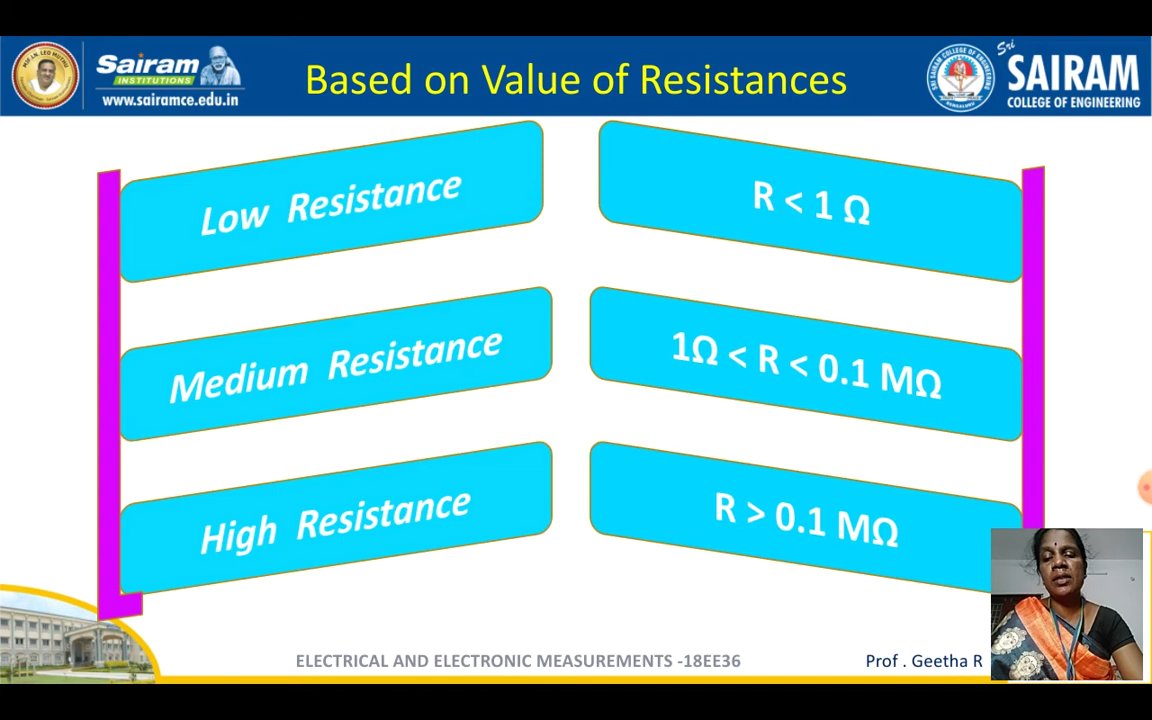 Sairam
INSTITUTIONS
www.sairamce.edu.in
Based on Value of Resistances
Sri
SAIRAM
COLLEGE OF ENGINEERING
Low Resistance
R < 1 Ω
Medium Resistance
1Ω < R < 0.1 MΩ
High Resistance
R > 0.1 MΩ
ELECTRICAL AND ELECTRONIC MEASUREMENTS -18EE36
Prof . Geetha R